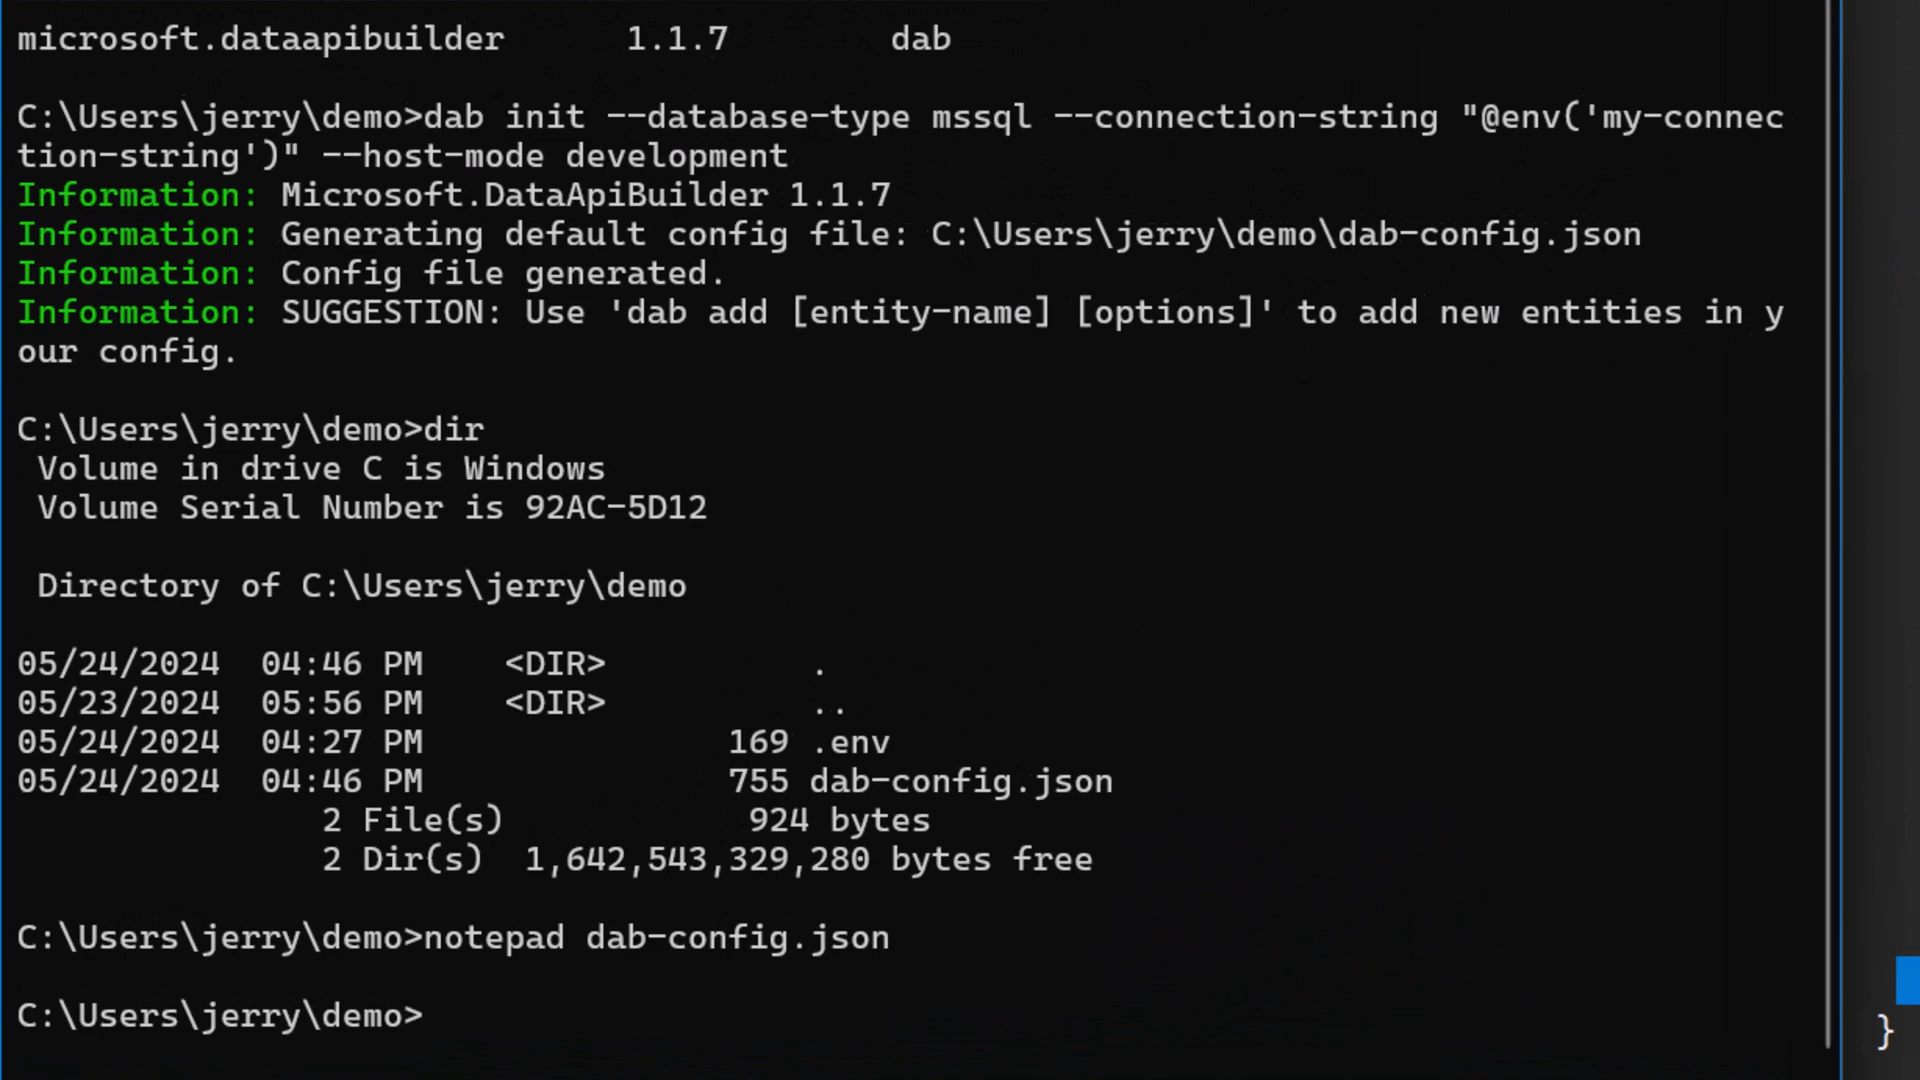 microsoft.dataapibuilder      1.1.7        dab
C:\Users\jerry\demo>dab init --database-type mssql --connection-string "@env('my-connec
tion-string')" --host-mode development
Information: Microsoft.DataApiBuilder 1.1.7
Information: Generating default config file: C:\Users\jerry\demo\dab-config.json
Information: Config file generated.
Information: SUGGESTION: Use 'dab add [entity-name] [options]' to add new entities in y
our config.
C:\Users\jerry\demo>dir
 Volume in drive C is Windows
 Volume Serial Number is 92AC-5D12
 Directory of C:\Users\jerry\demo
05/24/2024  04:46 PM    <DIR>          .
05/23/2024  05:56 PM    <DIR>          ..
05/24/2024  04:27 PM               169 .env
05/24/2024  04:46 PM               755 dab-config.json
               2 File(s)            924 bytes
               2 Dir(s)  1,642,543,329,280 bytes free
C:\Users\jerry\demo>notepad dab-config.json
C:\Users\jerry\demo>
}